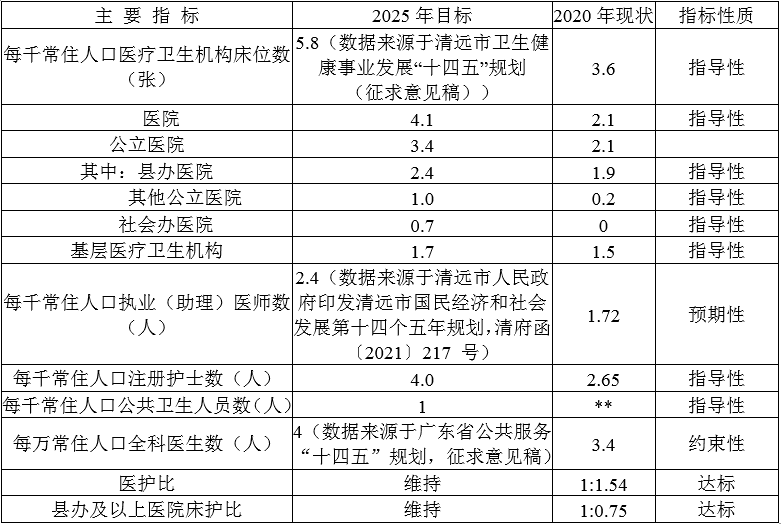 主 要 指 标 2025 年目标 2020 年现状 指标性质
每千常住人口医疗卫生机构床位数（张） 5.8（数据来源于清远市卫生健康事业发展“十四五”规划（征求意见稿）） 3.6 指导性
医院 4.1 2.1 指导性
公立医院 3.4 2.1
其中：县办医院 2.4 1.9 指导性
其他公立医院 1.0 0.2 指导性
社会办医院 0.7 0 指导性
基层医疗卫生机构 1.7 1.5 指导性
每千常住人口执业（助理）医师数（人） 2.4（数据来源于清远市人民政府印发清远市国民经济和社会发展第十四个五年规划，清府函〔2021〕217 号） 1.72 预期性
每千常住人口注册护士数（人） 4.0 2.65 指导性
每千常住人口公共卫生人员数（人） 1 ** 指导性
每万常住人口全科医生数（人） 4（数据来源于广东省公共服务“十四五”规划，征求意见稿） 3.4 约束性
医护比 维持 1:1.54 达标
县办及以上医院床护比 维持 1:0.75 达标